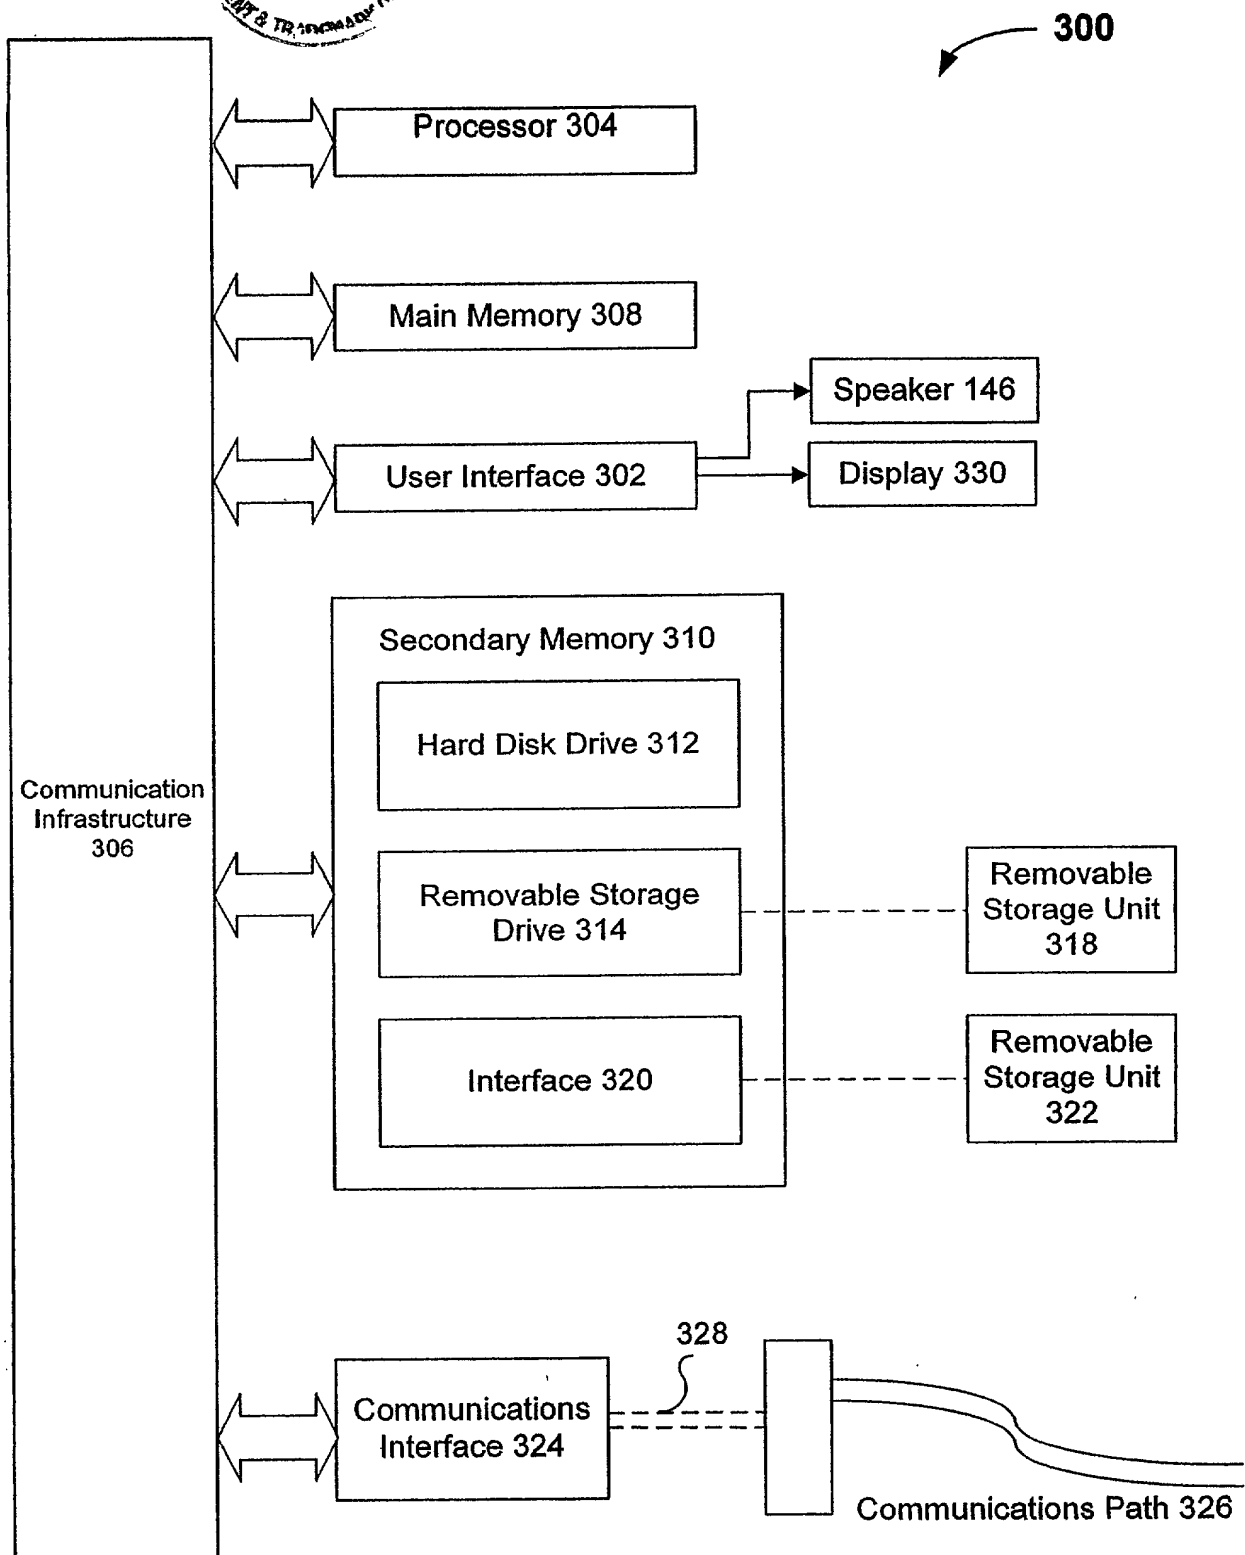 300
Processor 304
Main Memory 308
Speaker 146
User Interface 302
Display 330
Secondary Memory 310
Hard Disk Drive 312
Communication
Infrastructure
306
Removable Storage
Drive 314
Removable
Storage Unit
318
Interface 320
Removable
Storage Unit
322
328
Communications
Interface 324
Communications Path 326